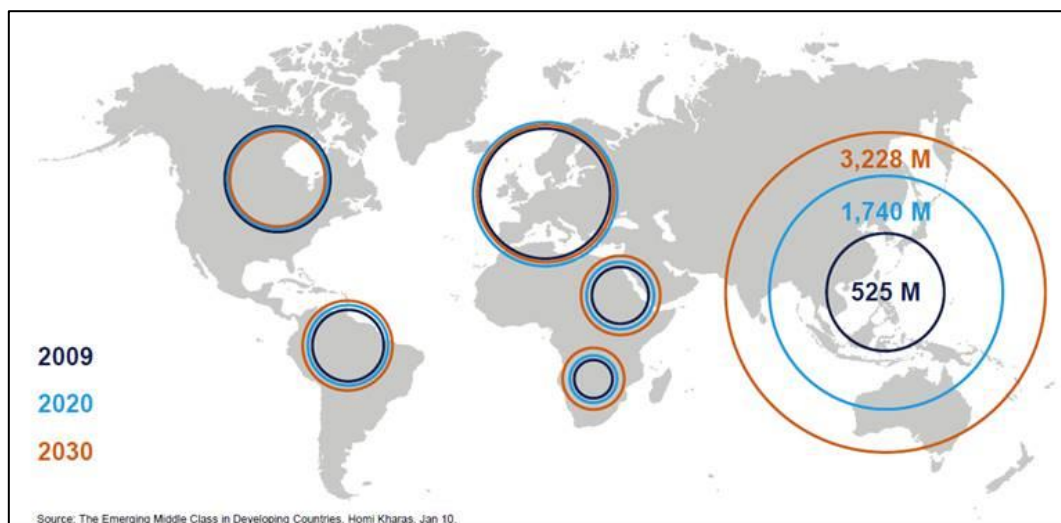 3,228 M
1,740 M
525 M
2009
2020
2030
Source: The Emerging Middle Class in Developing Countries, Homi Kharas, Jan 10.